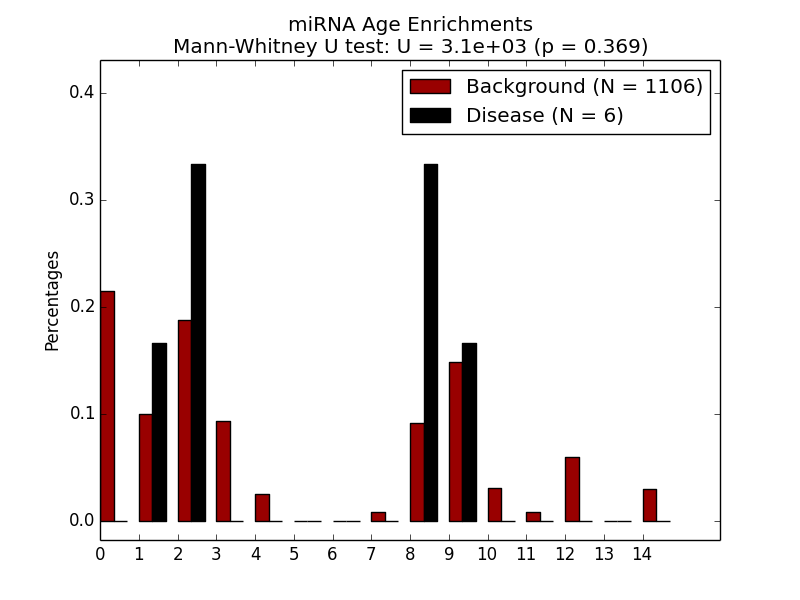 miRNA Age Enrichments
Mann-Whitney U test: U = 3.1e+03 (p = 0.369)
Background (N = 1106)
Disease (N = 6)
Percentages
0.4
0.3
0.2
0.1
0.0
0 1 2 3 4 5 6 7 8 9 10 11 12 13 14